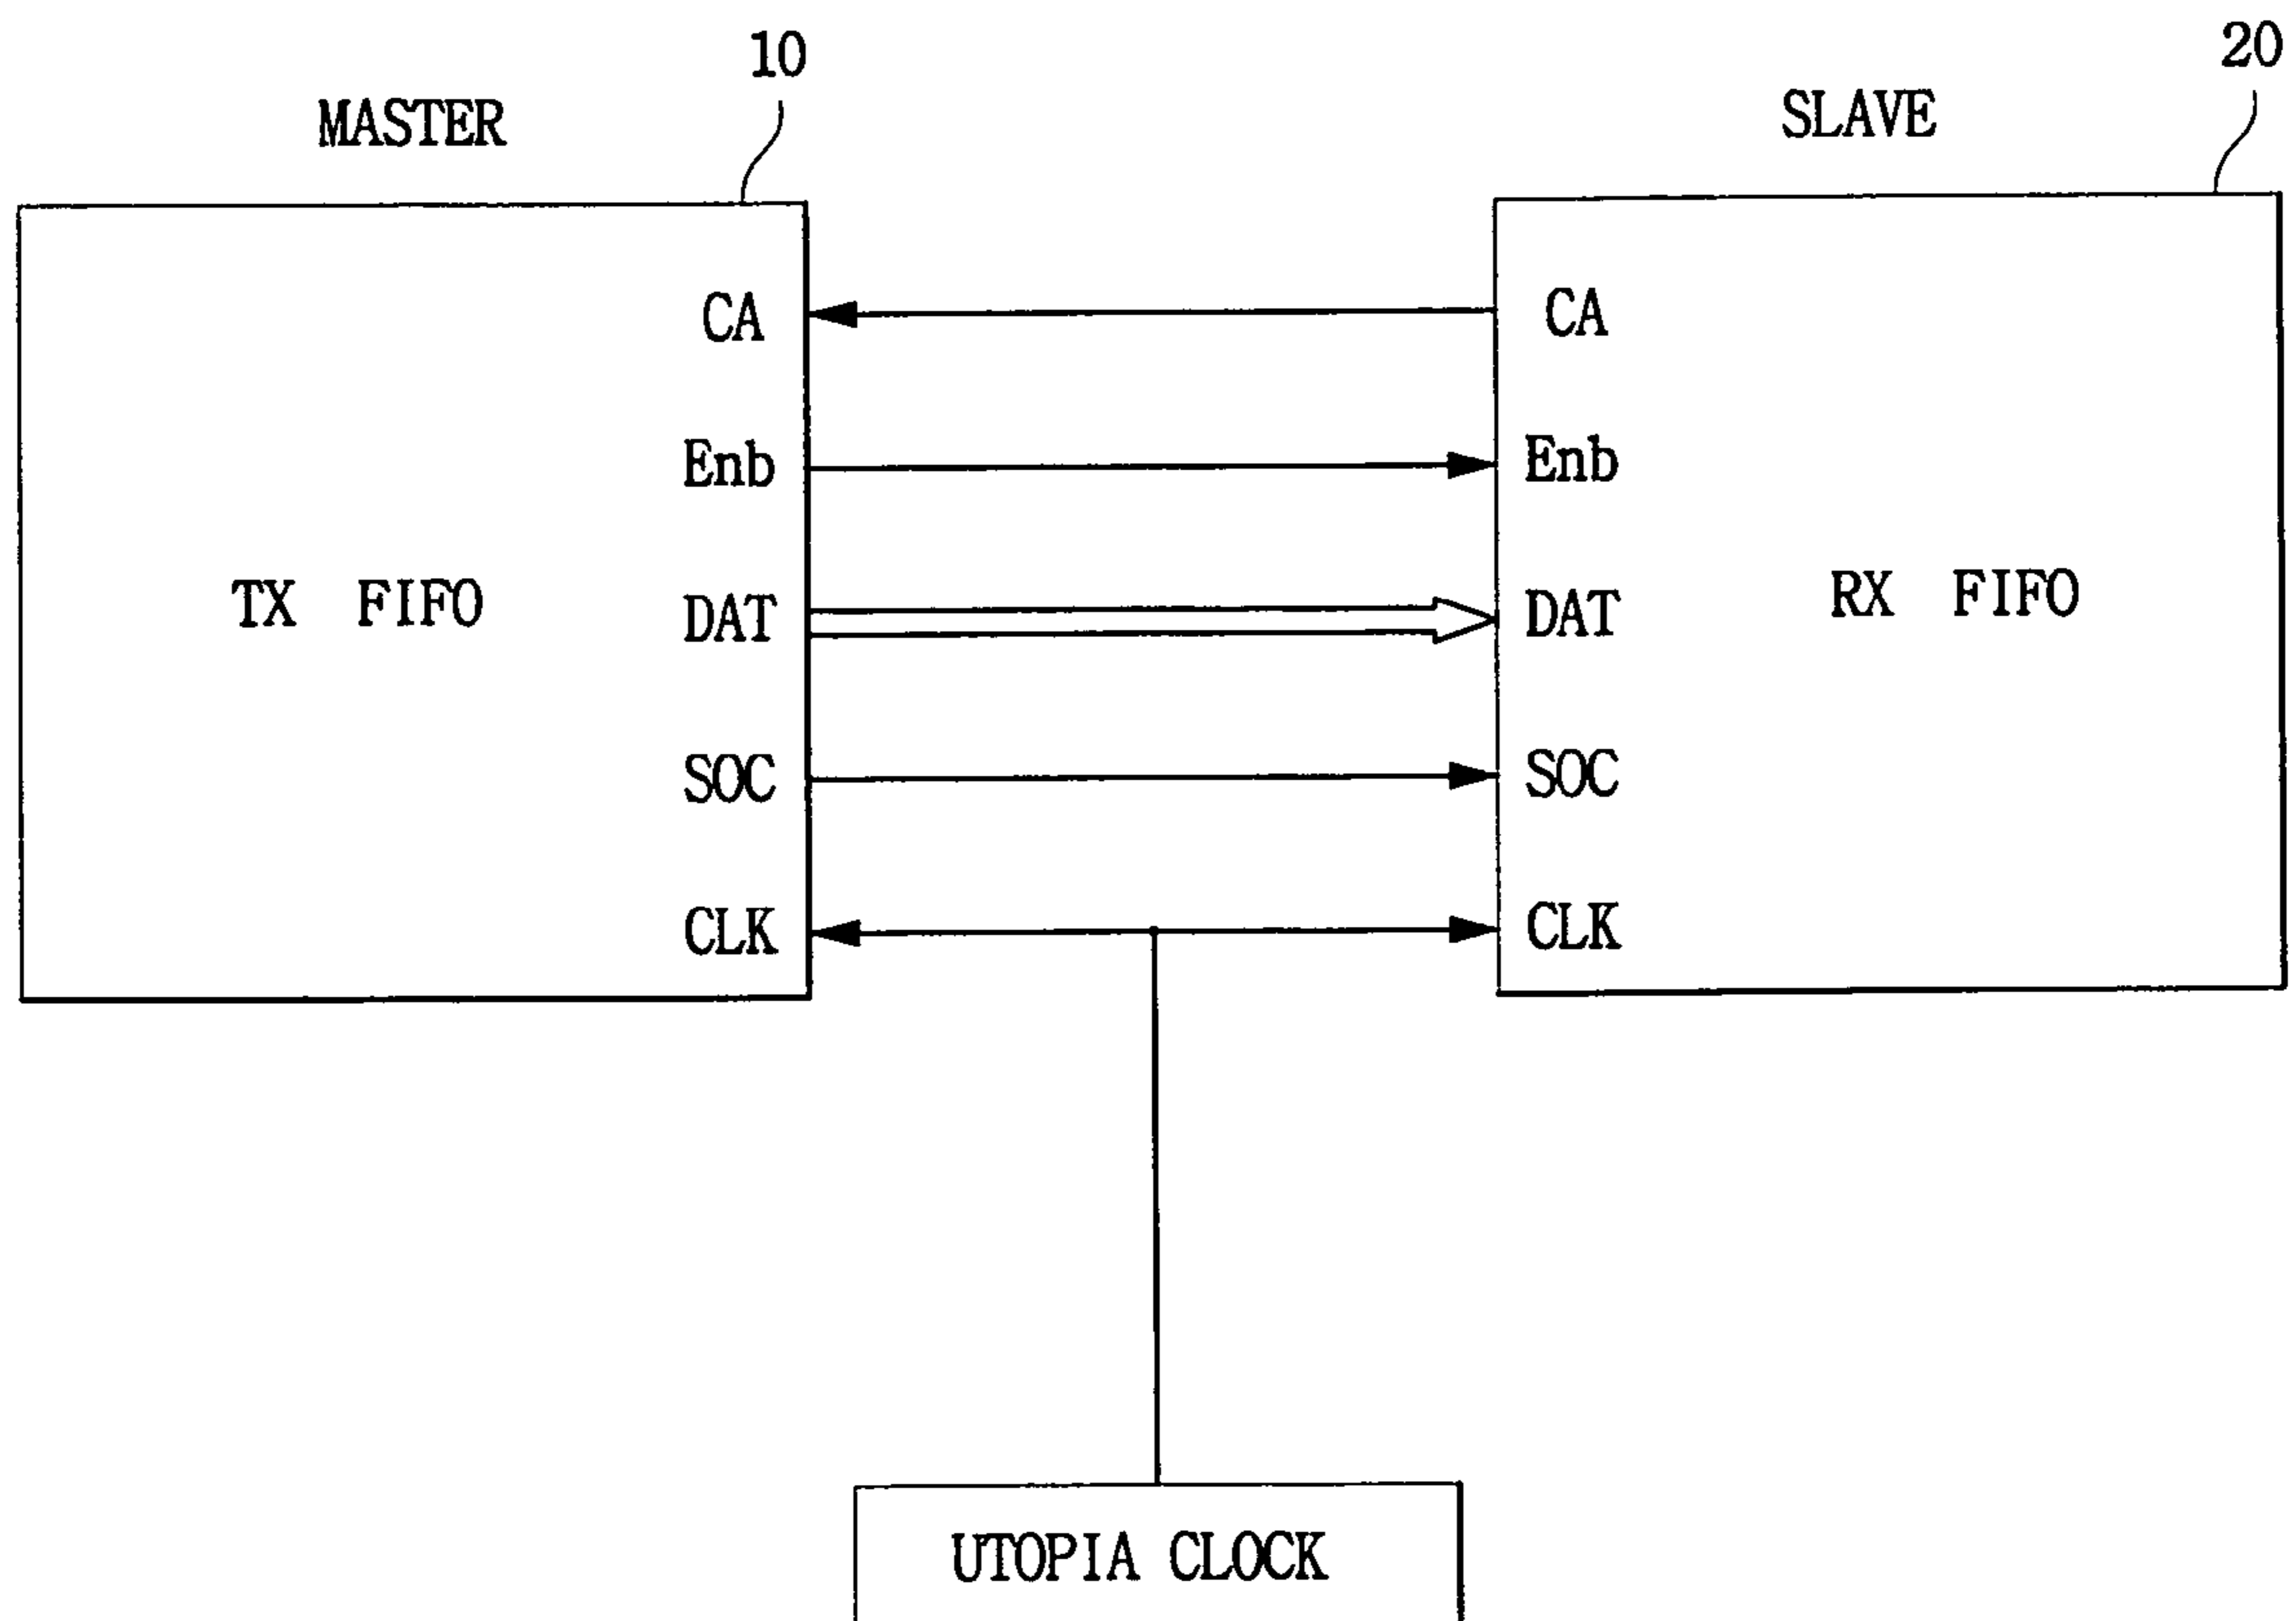 10
20
MASTER
SLAVE
CA
CA
Enb
Enb
TX FIFO
DAT
DAT
RX FIFO
SOC
SOC
CLK
CLK
UTOPIA CLOCK